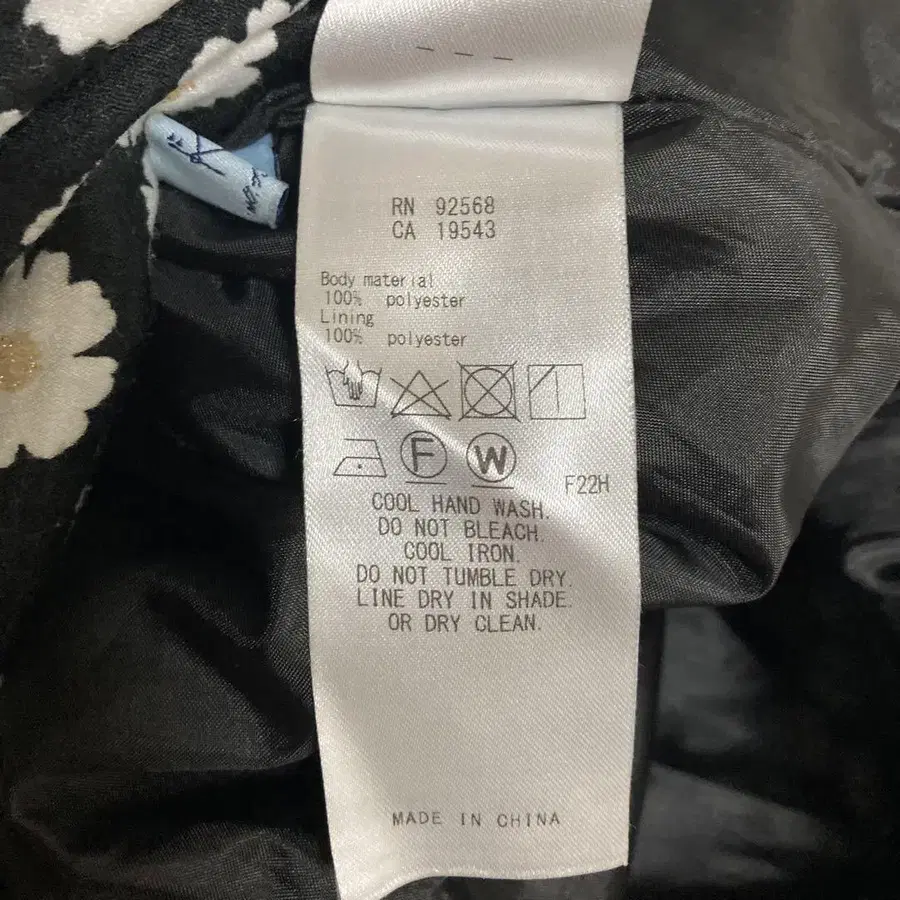 RN 92568
CA 19543
Body material
100% polyester
Lining
100% polyester
F
W
F22H
COOL HAND WASH.
DO NOT BLEACH.
COOL IRON.
DO NOT TUMBLE DRY.
LINE DRY IN SHADE.
OR DRY CLEAN.
MADE IN CHINA